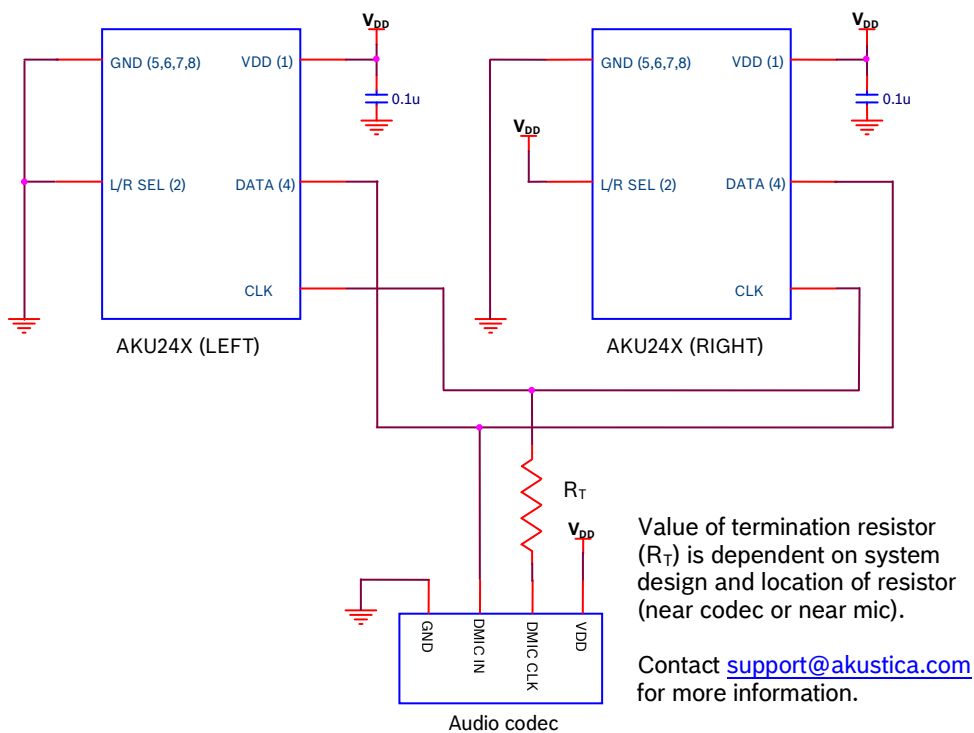 VDD
VDD
GND (5,6,7,8)
VDD (1)
0.1u
L/R SEL (2)
DATA (4)
CLK
AKU24X (LEFT)
GND (5,6,7,8)
VDD (1)
0.1u
VDD
L/R SEL (2)
DATA (4)
CLK
AKU24X (RIGHT)
RT
VDD
GND
DMIC IN
DMIC CLK
VDD
Audio codec
Value of termination resistor
(RT) is dependent on system
design and location of resistor
(near codec or near mic).
Contact support@akustica.com
for more information.